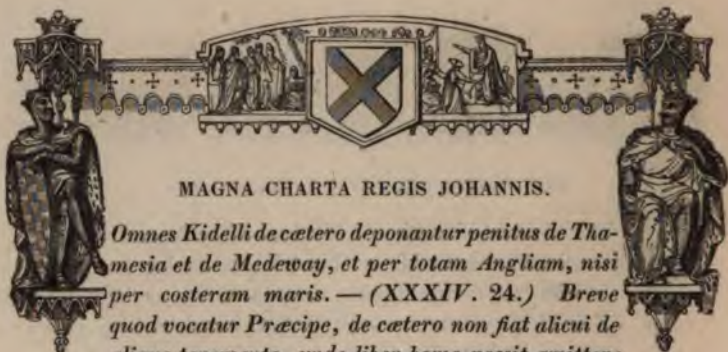 MAGNA CHARTA REGIS JOHANNIS.
Omnes Kidelli de cætero deponantur penitus de Tha-
mesia et de Medeway, et per totam Angliam, nisi
per costeram maris. — (XXXIV. 24.) Breve
quod vocatur Præcipe, de cætero non fiat alicui de